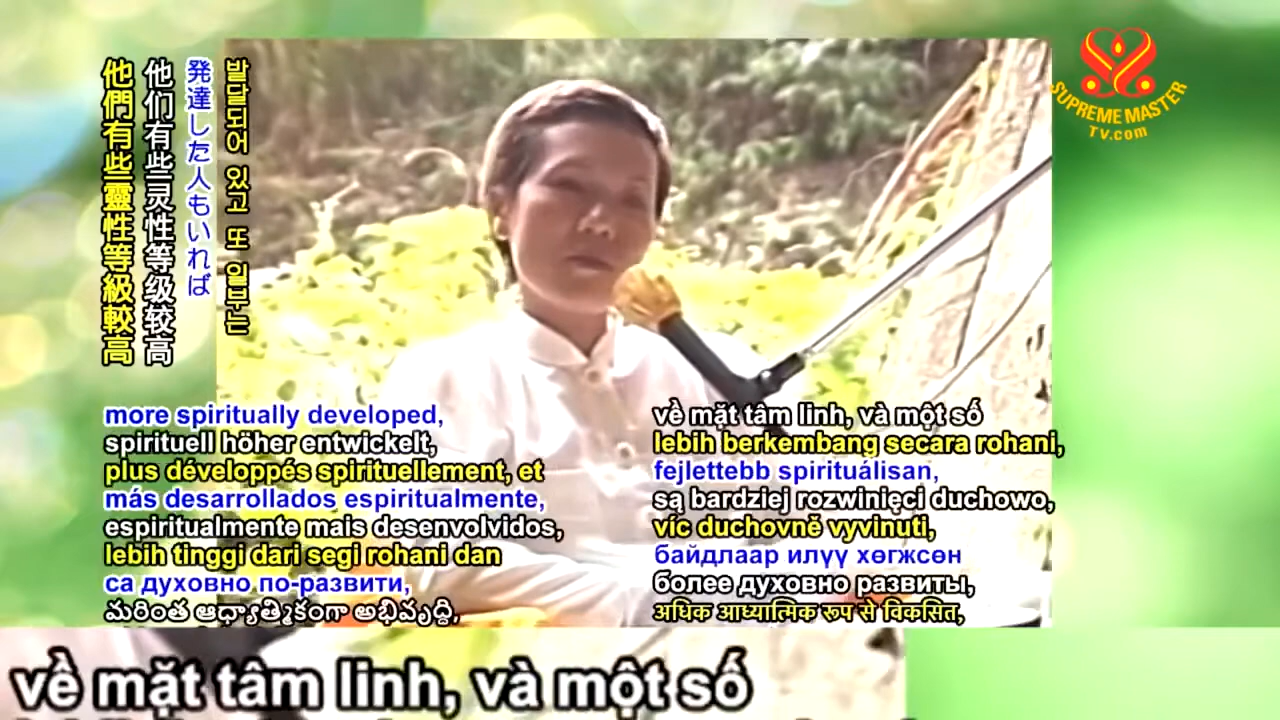 他們有些靈性等級較高
他们有些灵性等级较高
発達した人もいれば
발달되어 있고 또 일부는
SUPREME MASTER
TV.com
more spiritually developed,
spirituell höher entwickelt,
plus développés spirituellement, et
más desarrollados espiritualmente,
espiritualmente mais desenvolvidos,
lebih tinggi dari segi rohani dan
са духовно по-развити,
మరింత ఆధ్యాత్మికంగా అభివృద్ధి,
về mặt tâm linh, và một số
lebih berkembang secara rohani,
fejlettebb spirituálisan,
są bardziej rozwinięci duchowo,
víc duchovně vyvinuti,
байдлаар илүү хөгжсөн
более духовно развиты,
अधिक आध्यात्मिक रूप से विकसित,
về mặt tâm linh, và một số